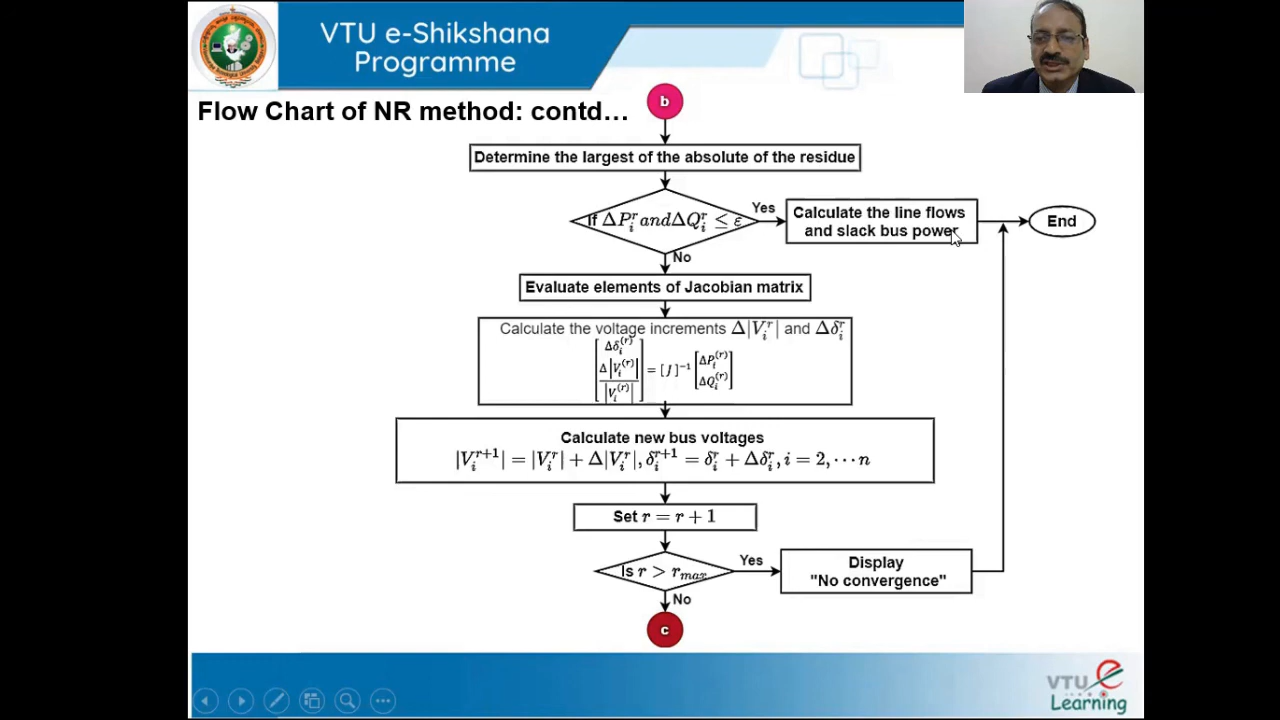 VTU e-Shikshana
Programme
Flow Chart of NR method: contd…
b
Determine the largest of the absolute of the residue
If ΔP_i^r and ΔQ_i^r ≤ ε
Yes
Calculate the line flows
and slack bus power
End
No
Evaluate elements of Jacobian matrix
Calculate the voltage increments Δ|V_i^r| and Δδ_i^r
[Δδ_i^(r) ; Δ|V_i^(r)| / |V_i^(r)|] = [J]^-1 [ΔP_i^(r) ; ΔQ_i^(r)]
Calculate new bus voltages
|V_i^{r+1}| = |V_i^r| + Δ|V_i^r|, δ_i^{r+1} = δ_i^r + Δδ_i^r, i = 2, ⋯ n
Set r = r + 1
Is r > r_max
Yes
Display
"No convergence"
No
c
VTU e
Learning